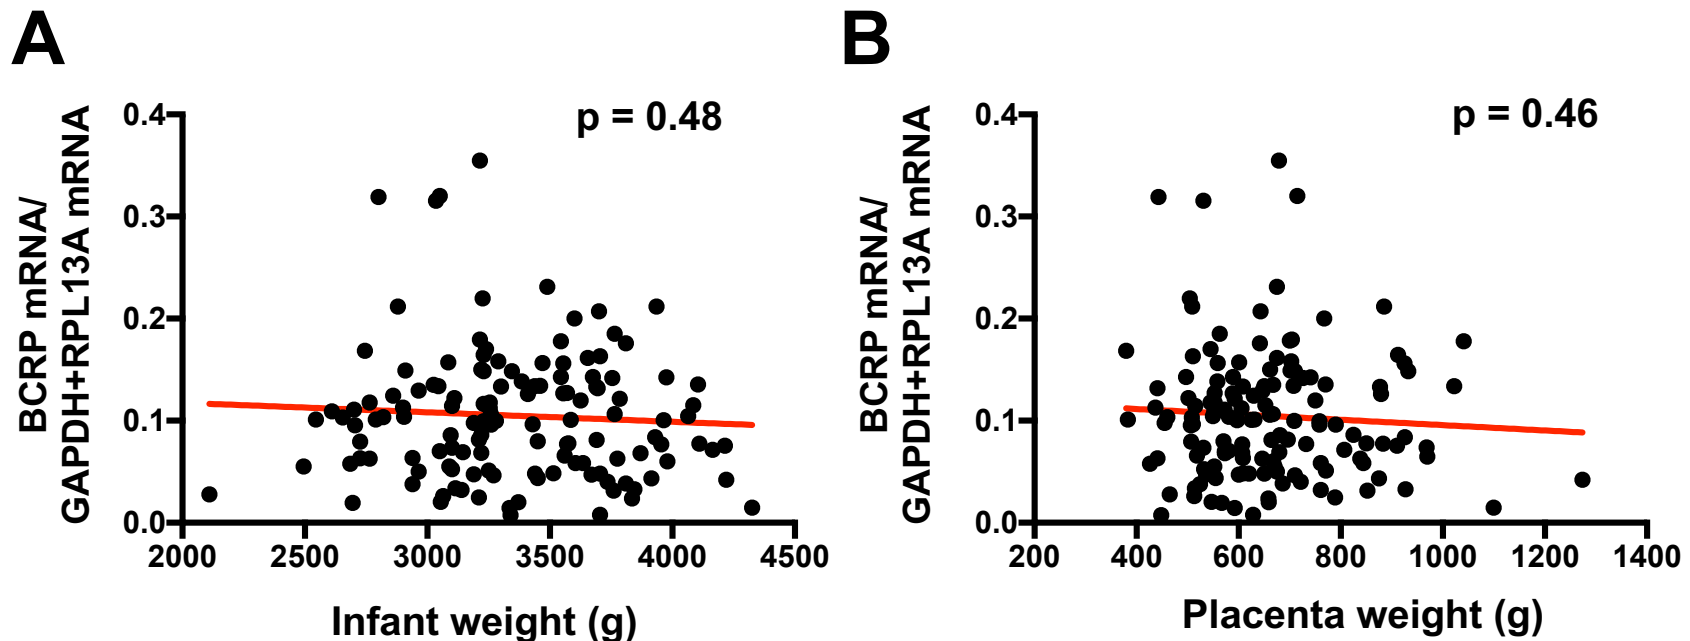 A
BCRP mRNA/
GAPDH+RPL13A mRNA
0.4
0.3
0.2
0.1
0.0
p = 0.48
2000 2500 3000 3500 4000 4500
Infant weight (g)
B
BCRP mRNA/
GAPDH+RPL13A mRNA
0.4
0.3
0.2
0.1
0.0
p = 0.46
200 400 600 800 1000 1200 1400
Placenta weight (g)